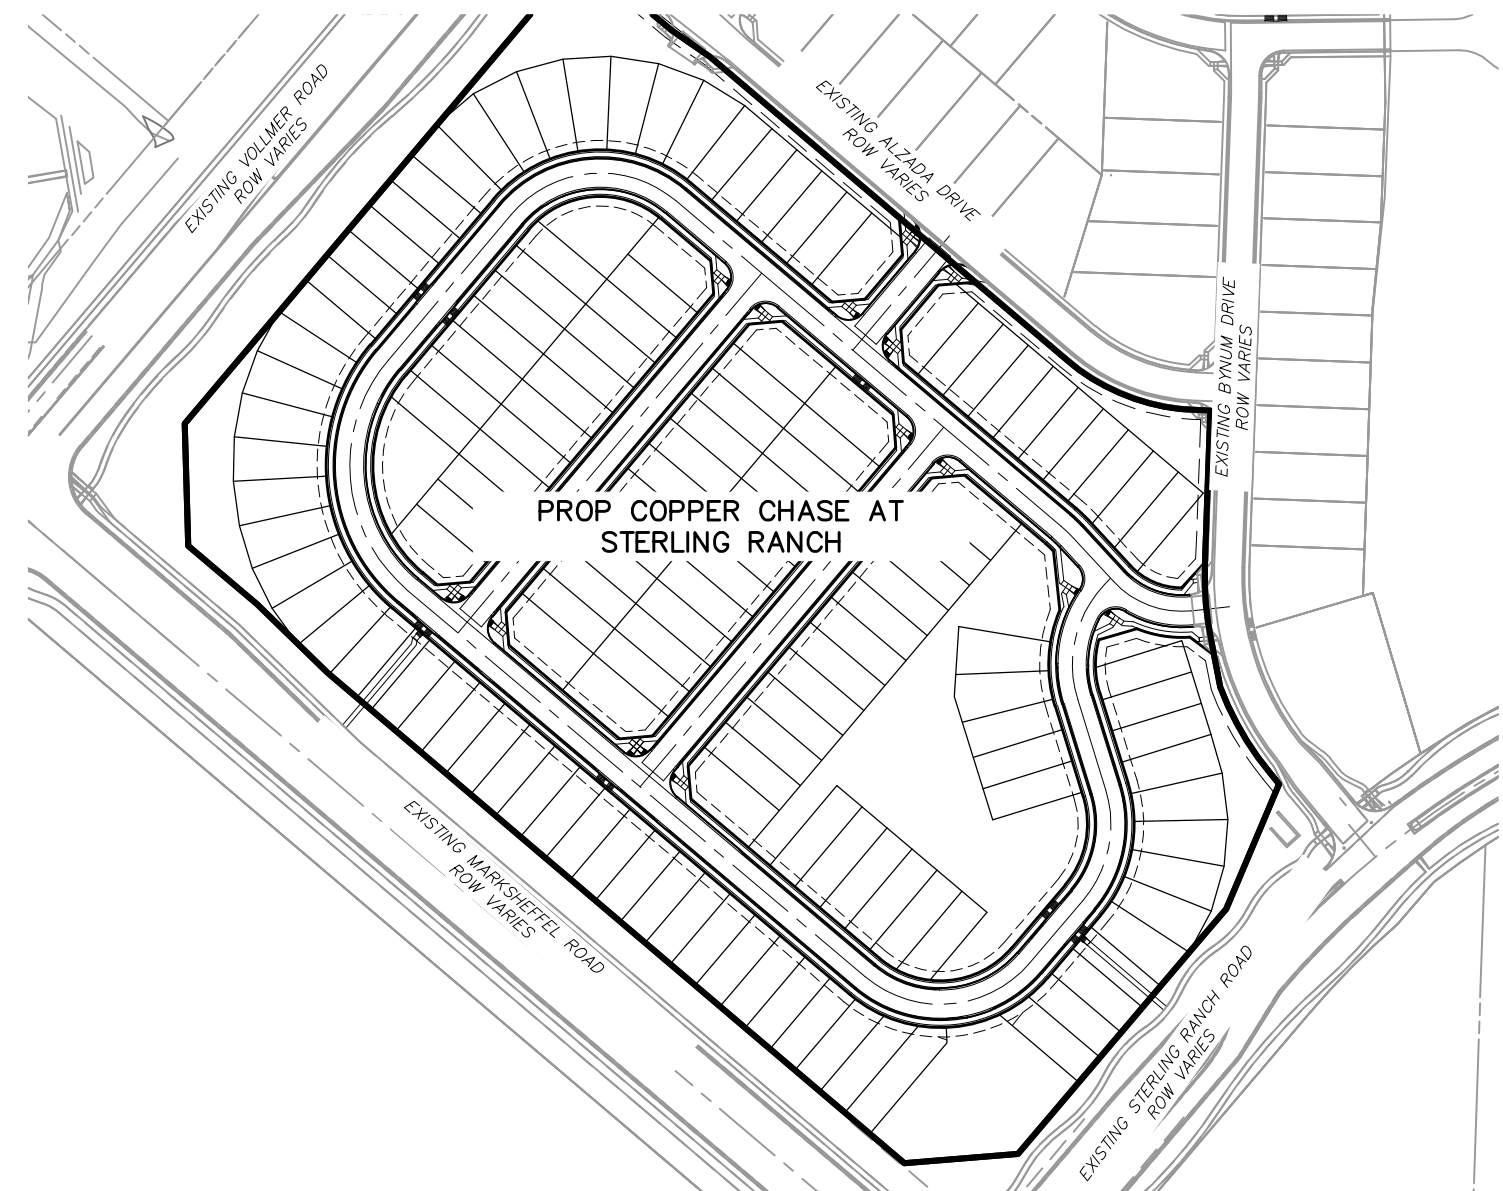 EXISTING VOLLMER ROAD
ROW VARIES
EXISTING ALZADA DRIVE
ROW VARIES
EXISTING BYNUM DRIVE
ROW VARIES
PROP COPPER CHASE AT
STERLING RANCH
EXISTING MARKSHEFFEL ROAD
ROW VARIES
EXISTING STERLING RANCH ROAD
ROW VARIES